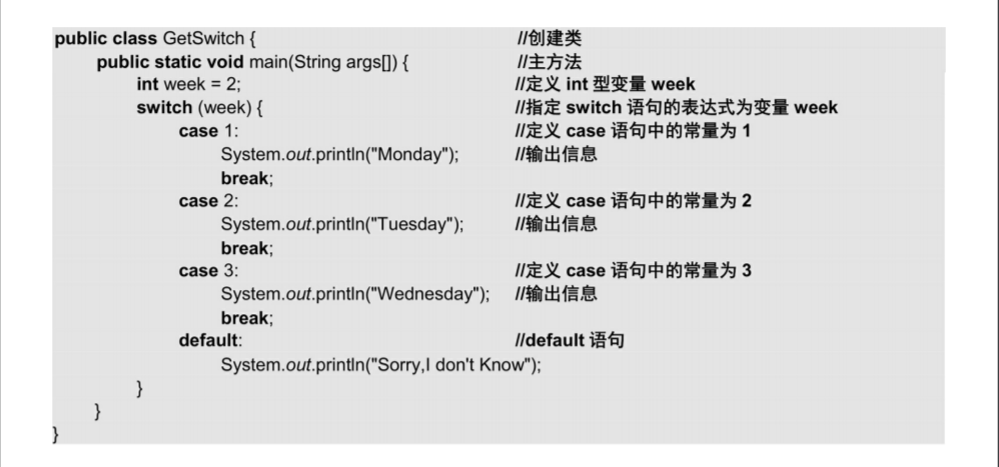 public class GetSwitch { //创建类
public static void main(String args[]) { //主方法
int week = 2; //定义 int 型变量 week
switch (week) { //指定 switch 语句的表达式为变量 week
case 1: //定义 case 语句中的常量为 1
System.out.println("Monday"); //输出信息
break;
case 2: //定义 case 语句中的常量为 2
System.out.println("Tuesday"); //输出信息
break;
case 3: //定义 case 语句中的常量为 3
System.out.println("Wednesday"); //输出信息
break;
default: //default 语句
System.out.println("Sorry,I don't Know");
}
}
}